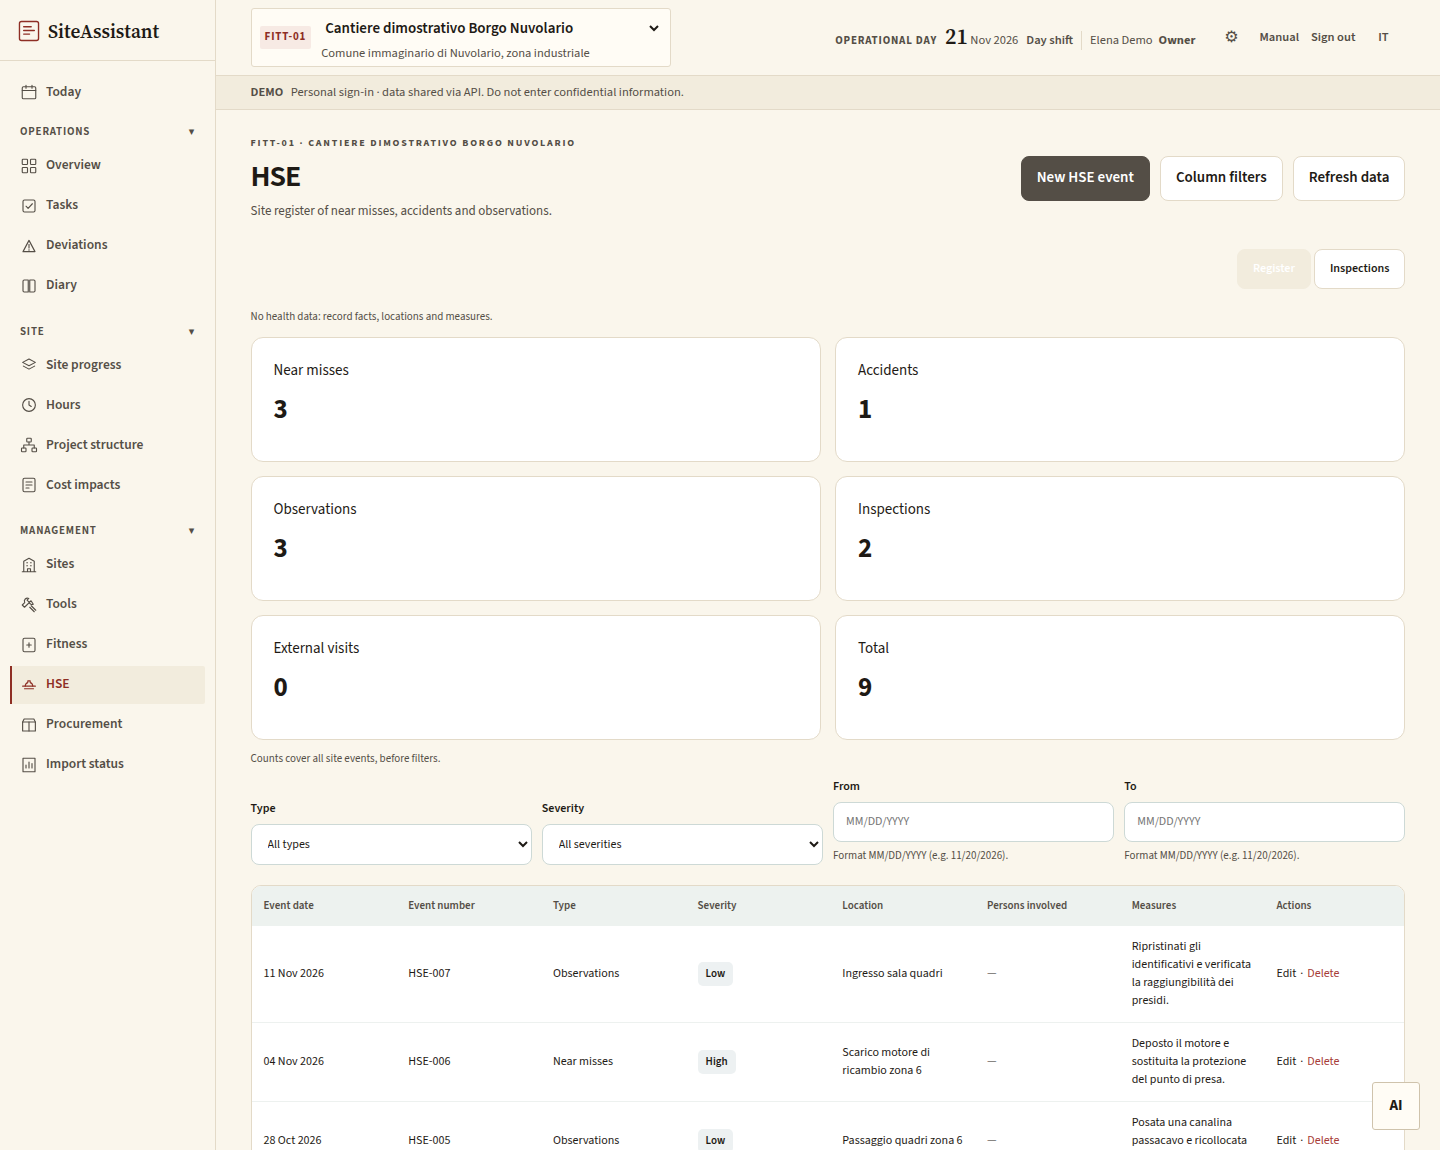 SiteAssistant
FITT-01
Cantiere dimostrativo Borgo Nuvolario
Comune immaginario di Nuvolario, zona industriale
OPERATIONAL DAY 21 Nov 2026 Day shift
Elena Demo Owner
Manual
Sign out
IT
DEMO Personal sign-in · data shared via API. Do not enter confidential information.
Today
OPERATIONS
Overview
Tasks
Deviations
Diary
SITE
Site progress
Hours
Project structure
Cost impacts
MANAGEMENT
Sites
Tools
Fitness
HSE
Procurement
Import status
FITT-01 · CANTIERE DIMOSTRATIVO BORGO NUVOLARIO
HSE
Site register of near misses, accidents and observations.
New HSE event
Column filters
Refresh data
Register
Inspections
No health data: record facts, locations and measures.
Near misses
3
Accidents
1
Observations
3
Inspections
2
External visits
0
Total
9
Counts cover all site events, before filters.
Type
All types
Severity
All severities
From
MM/DD/YYYY
Format MM/DD/YYYY (e.g. 11/20/2026).
To
MM/DD/YYYY
Format MM/DD/YYYY (e.g. 11/20/2026).
Event date Event number Type Severity Location Persons involved Measures Actions
11 Nov 2026 HSE-007 Observations Low Ingresso sala quadri —
Ripristinati gli
identificativi e verificata
la raggiungibilità dei
presidi.
Edit · Delete
04 Nov 2026 HSE-006 Near misses High
Scarico motore di
ricambio zona 6
—
Deposto il motore e
sostituita la protezione
del punto di presa.
Edit · Delete
28 Oct 2026 HSE-005 Observations Low Passaggio quadri zona 6 —
Posata una canalina
passacavo e ricollocata
Edit · Delete
AI